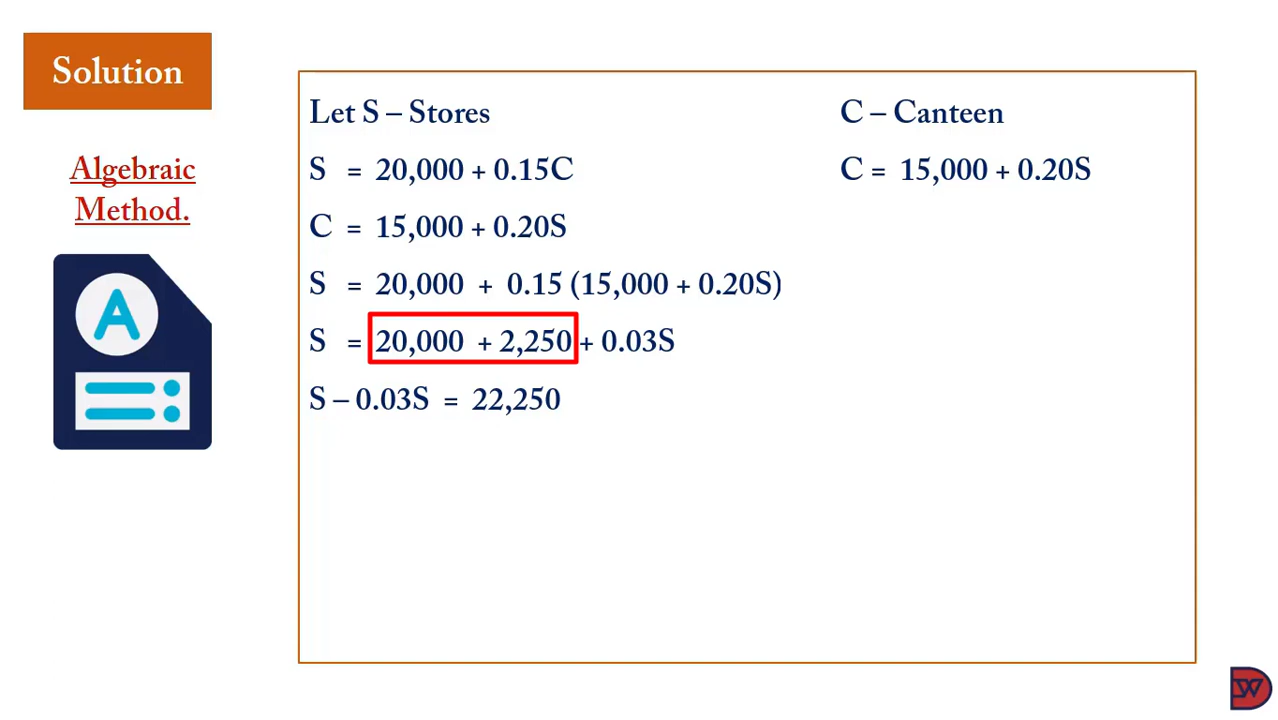 Solution
Algebraic
Method.
A
Let S – Stores
C – Canteen
S = 20,000 + 0.15C
C = 15,000 + 0.20S
C = 15,000 + 0.20S
S = 20,000 + 0.15 (15,000 + 0.20S)
S = 20,000 + 2,250 + 0.03S
S – 0.03S = 22,250
W